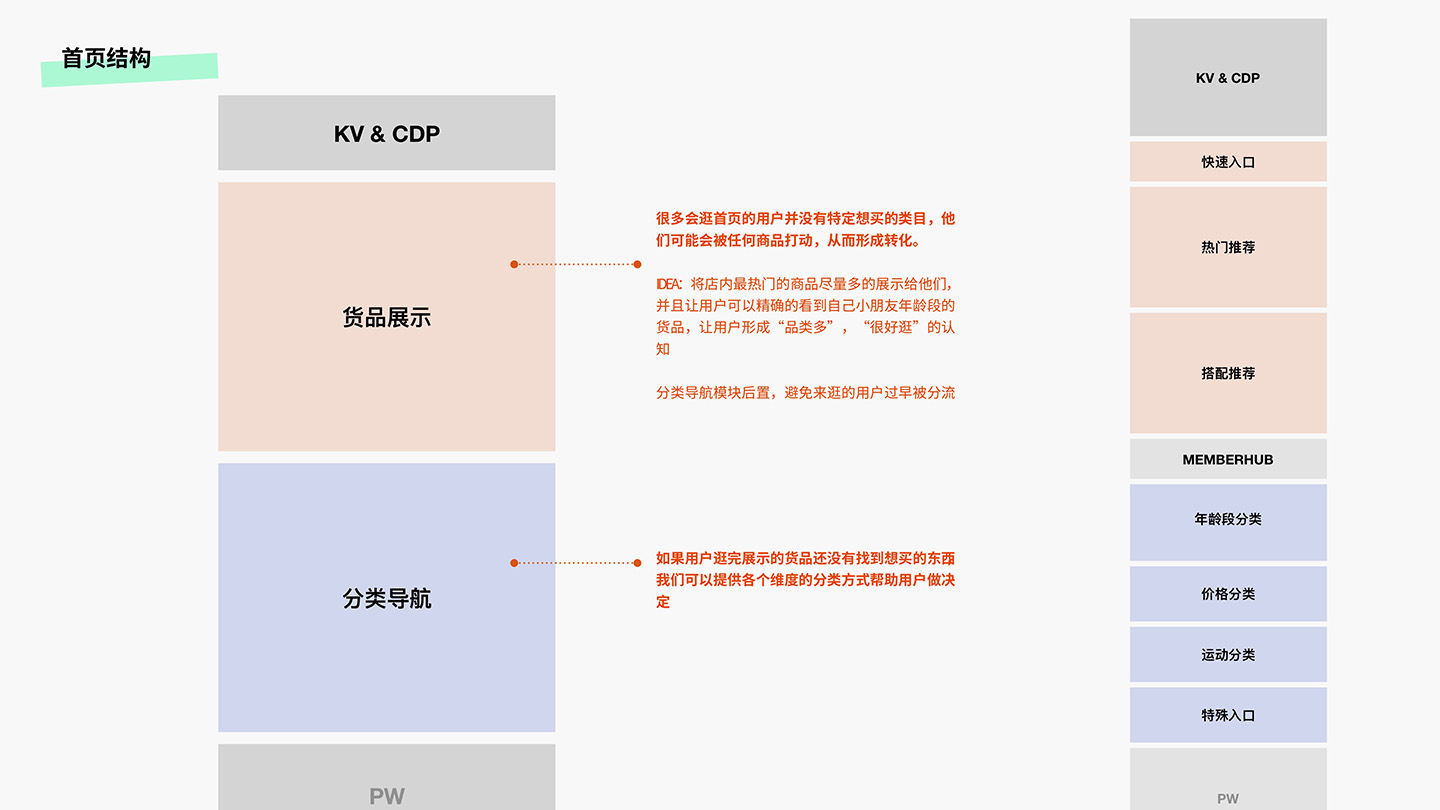 首页结构
KV & CDP
货品展示
很多会逛首页的用户并没有特定想买的类目，他
们可能会被任何商品打动，从而形成转化。
IDEA：将店内最热门的商品尽量多的展示给他们，
并且让用户可以精确的看到自己小朋友年龄段的
货品，让用户形成“品类多”，“很好逛”的认
知
分类导航模块后置，避免来逛的用户过早被分流
分类导航
如果用户逛完展示的货品还没有找到想买的东西
我们可以提供各个维度的分类方式帮助用户做决
定
PW
KV & CDP
快速入口
热门推荐
搭配推荐
MEMBERHUB
年龄段分类
价格分类
运动分类
特殊入口
PW